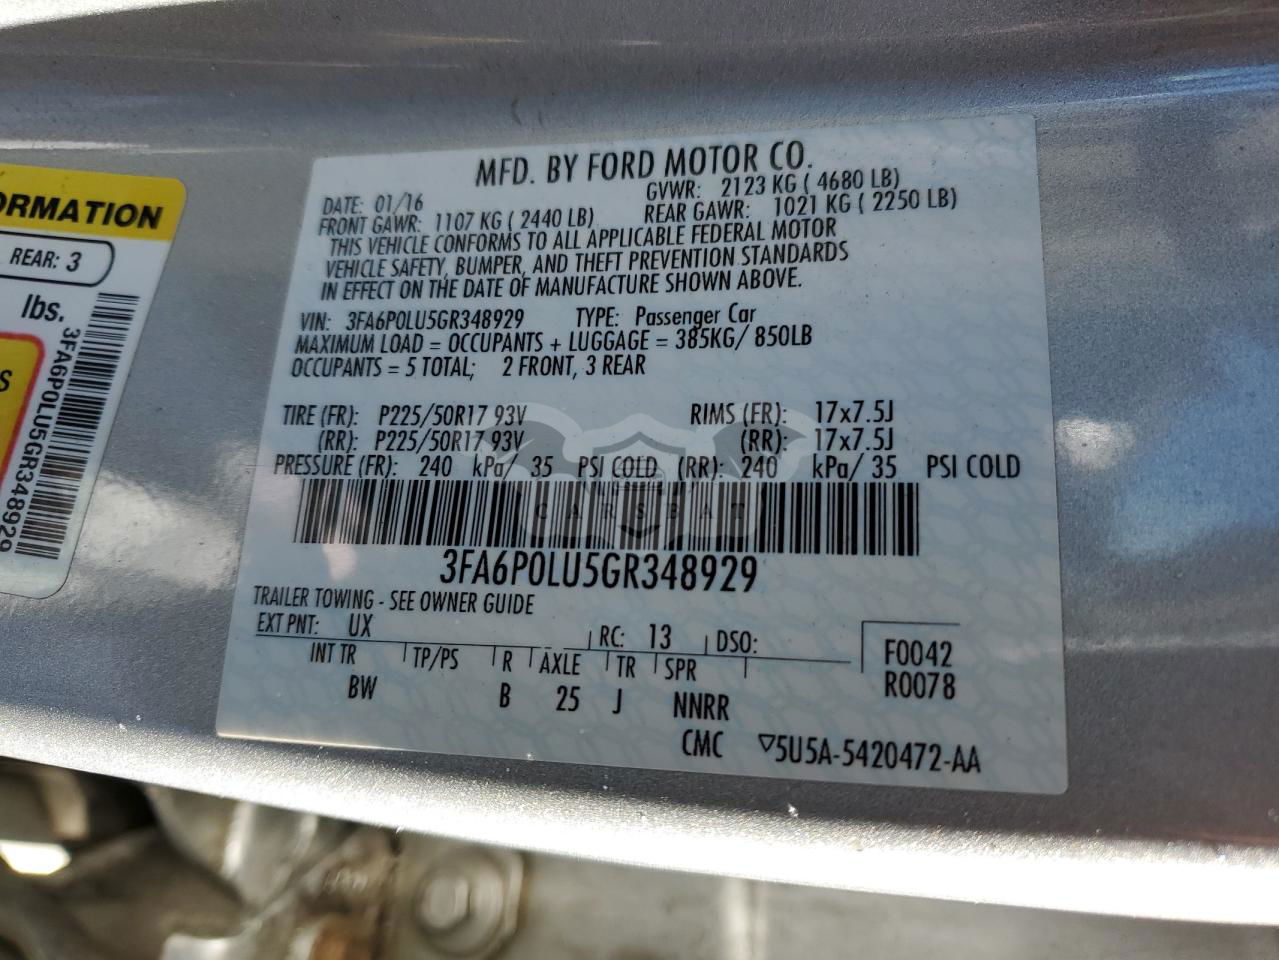 ORMATION
REAR: 3
lbs.
S
3FA6P0LU5GR348929
MFD. BY FORD MOTOR CO.
DATE: 01/16 GVWR: 2123 KG ( 4680 LB)
FRONT GAWR: 1107 KG ( 2440 LB) REAR GAWR: 1021 KG ( 2250 LB)
THIS VEHICLE CONFORMS TO ALL APPLICABLE FEDERAL MOTOR
VEHICLE SAFETY, BUMPER, AND THEFT PREVENTION STANDARDS
IN EFFECT ON THE DATE OF MANUFACTURE SHOWN ABOVE.
VIN: 3FA6P0LU5GR348929 TYPE: Passenger Car
MAXIMUM LOAD = OCCUPANTS + LUGGAGE = 385KG/ 850LB
OCCUPANTS = 5 TOTAL; 2 FRONT, 3 REAR
TIRE (FR): P225/50R17 93V RIMS (FR): 17x7.5J
(RR): P225/50R17 93V (RR): 17x7.5J
PRESSURE (FR): 240 kPa/ 35 PSI COLD (RR): 240 kPa/ 35 PSI COLD
CARSBAT
3FA6P0LU5GR348929
TRAILER TOWING - SEE OWNER GUIDE
EXT PNT: UX RC: 13 DSO: F0042
INT TR TP/PS R AXLE TR SPR R0078
BW B 25 J NNRR
CMC ▽5U5A-5420472-AA